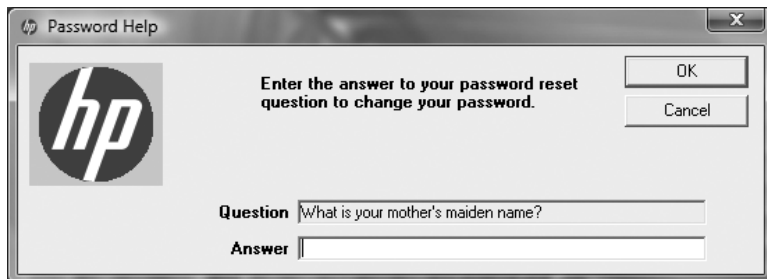 hp Password Help
X
hp
Enter the answer to your password reset
question to change your password.
OK
Cancel
Question What is your mother's maiden name?
Answer